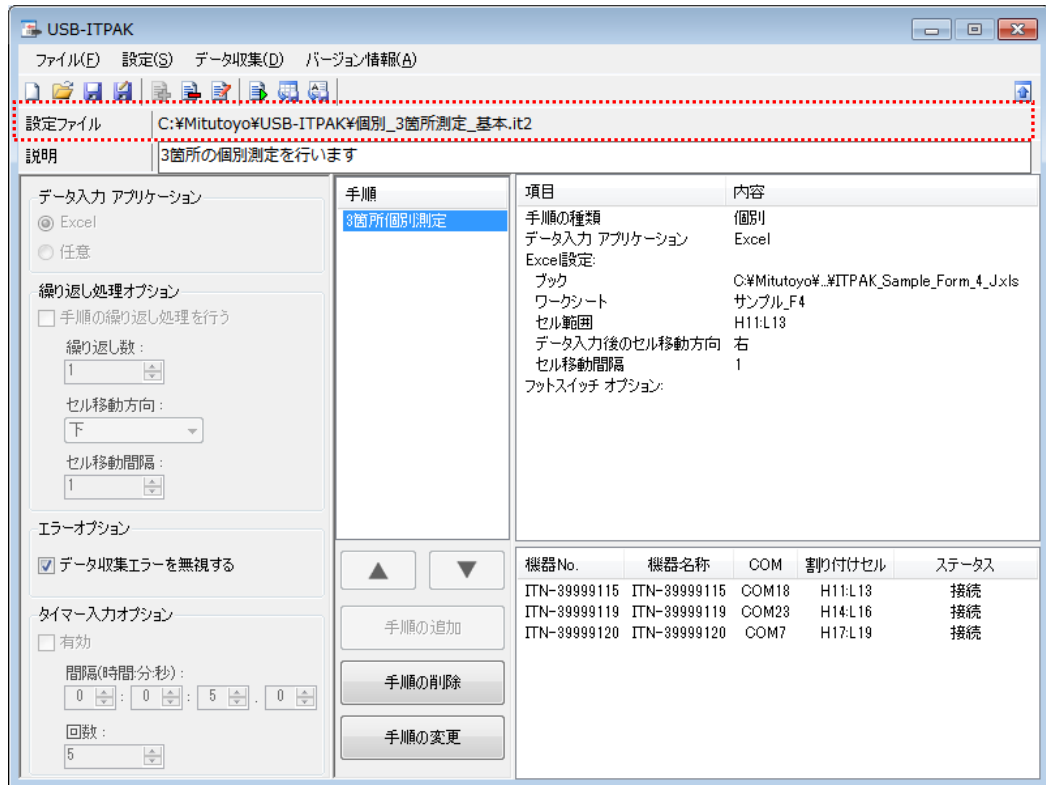 USB-ITPAK
ファイル(F) 設定(S) データ収集(D) バージョン情報(A)
設定ファイル C:¥Mitutoyo¥USB-ITPAK¥個別_3箇所測定_基本.it2
説明 3箇所の個別測定を行います
データ入力 アプリケーション
Excel
任意
繰り返し処理オプション
手順の繰り返し処理を行う
繰り返し数:
1
セル移動方向:
下
セル移動間隔:
1
エラーオプション
データ収集エラーを無視する
タイマー入力オプション
有効
間隔(時間:分:秒):
0 : 0 : 5 . 0
回数:
5
手順
3箇所個別測定
▲ ▼
手順の追加
手順の削除
手順の変更
項目 内容
手順の種類 個別
データ入力 アプリケーション Excel
Excel設定:
ブック C:¥Mitutoyo¥...¥ITPAK_Sample_Form_4_J.xls
ワークシート サンプル_F4
セル範囲 H11:L13
データ入力後のセル移動方向 右
セル移動間隔 1
フットスイッチ オプション:
機器No. 機器名称 COM 割り付けセル ステータス
ITN-39999115 ITN-39999115 COM18 H11:L13 接続
ITN-39999119 ITN-39999119 COM23 H14:L16 接続
ITN-39999120 ITN-39999120 COM7 H17:L19 接続